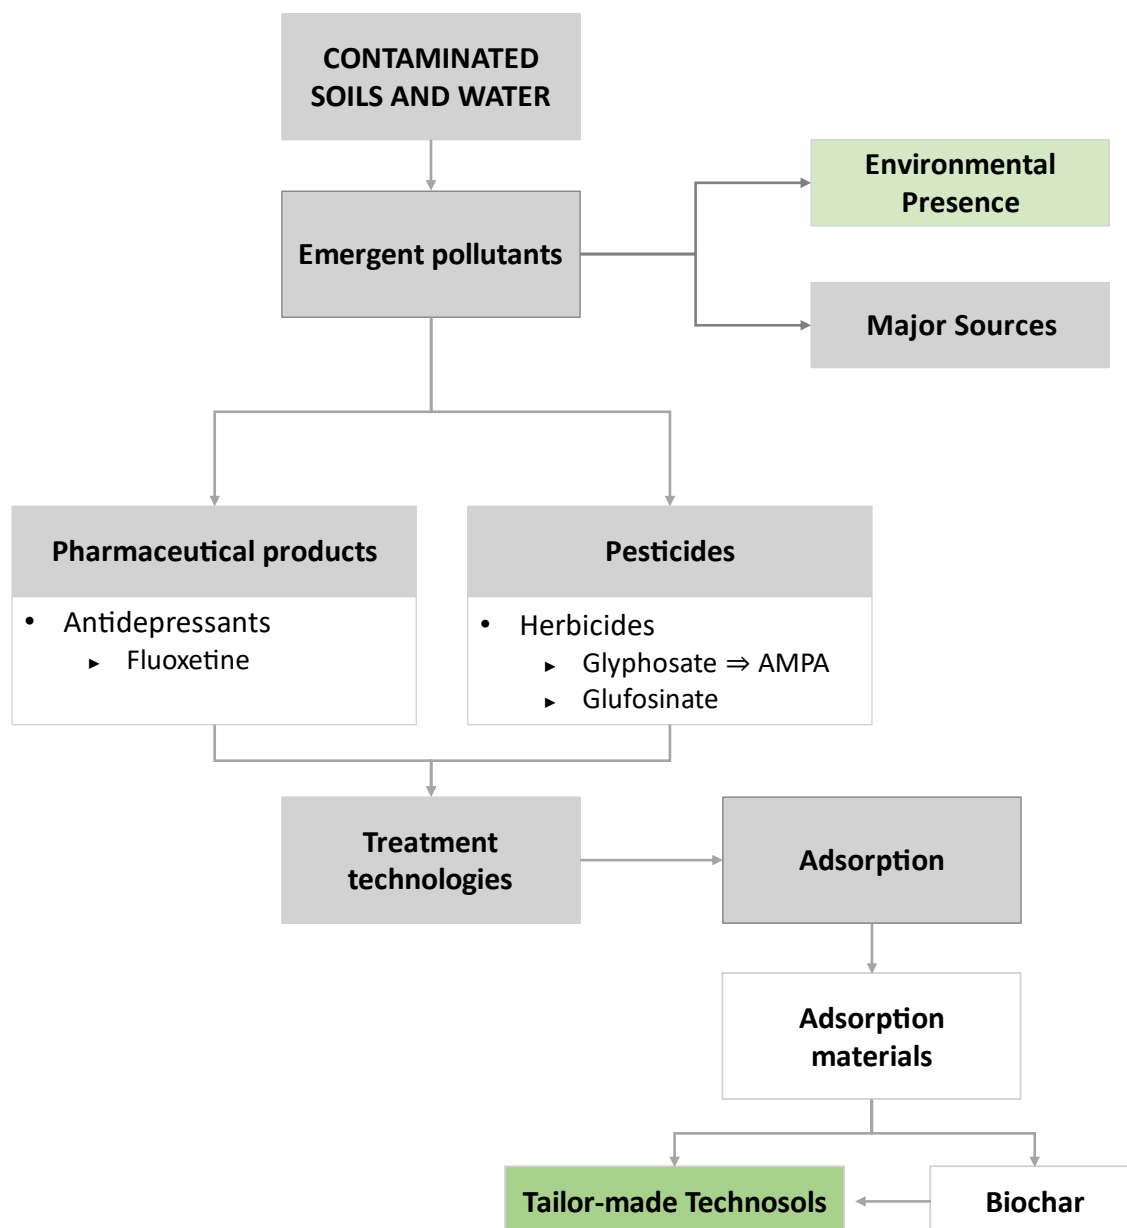 CONTAMINATED
SOILS AND WATER
Environmental
Presence
Emergent pollutants
Major Sources
Pharmaceutical products
• Antidepressants
► Fluoxetine
Pesticides
• Herbicides
► Glyphosate ⇒ AMPA
► Glufosinate
Treatment
technologies
Adsorption
Adsorption
materials
Tailor-made Technosols
Biochar